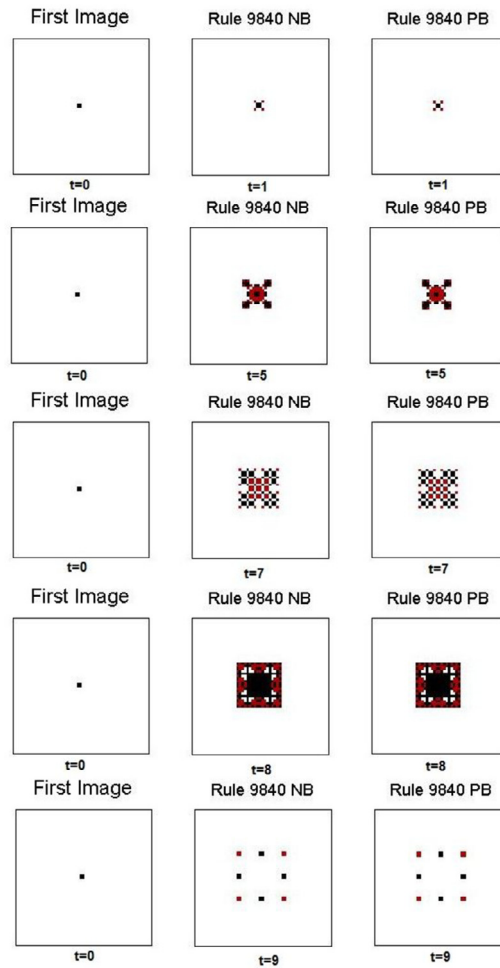 First Image Rule 9840 NB Rule 9840 PB
t=0 t=1 t=1
First Image Rule 9840 NB Rule 9840 PB
t=0 t=5 t=5
First Image Rule 9840 NB Rule 9840 PB
t=0 t=7 t=7
First Image Rule 9840 NB Rule 9840 PB
t=0 t=8 t=8
First Image Rule 9840 NB Rule 9840 PB
t=0 t=9 t=9